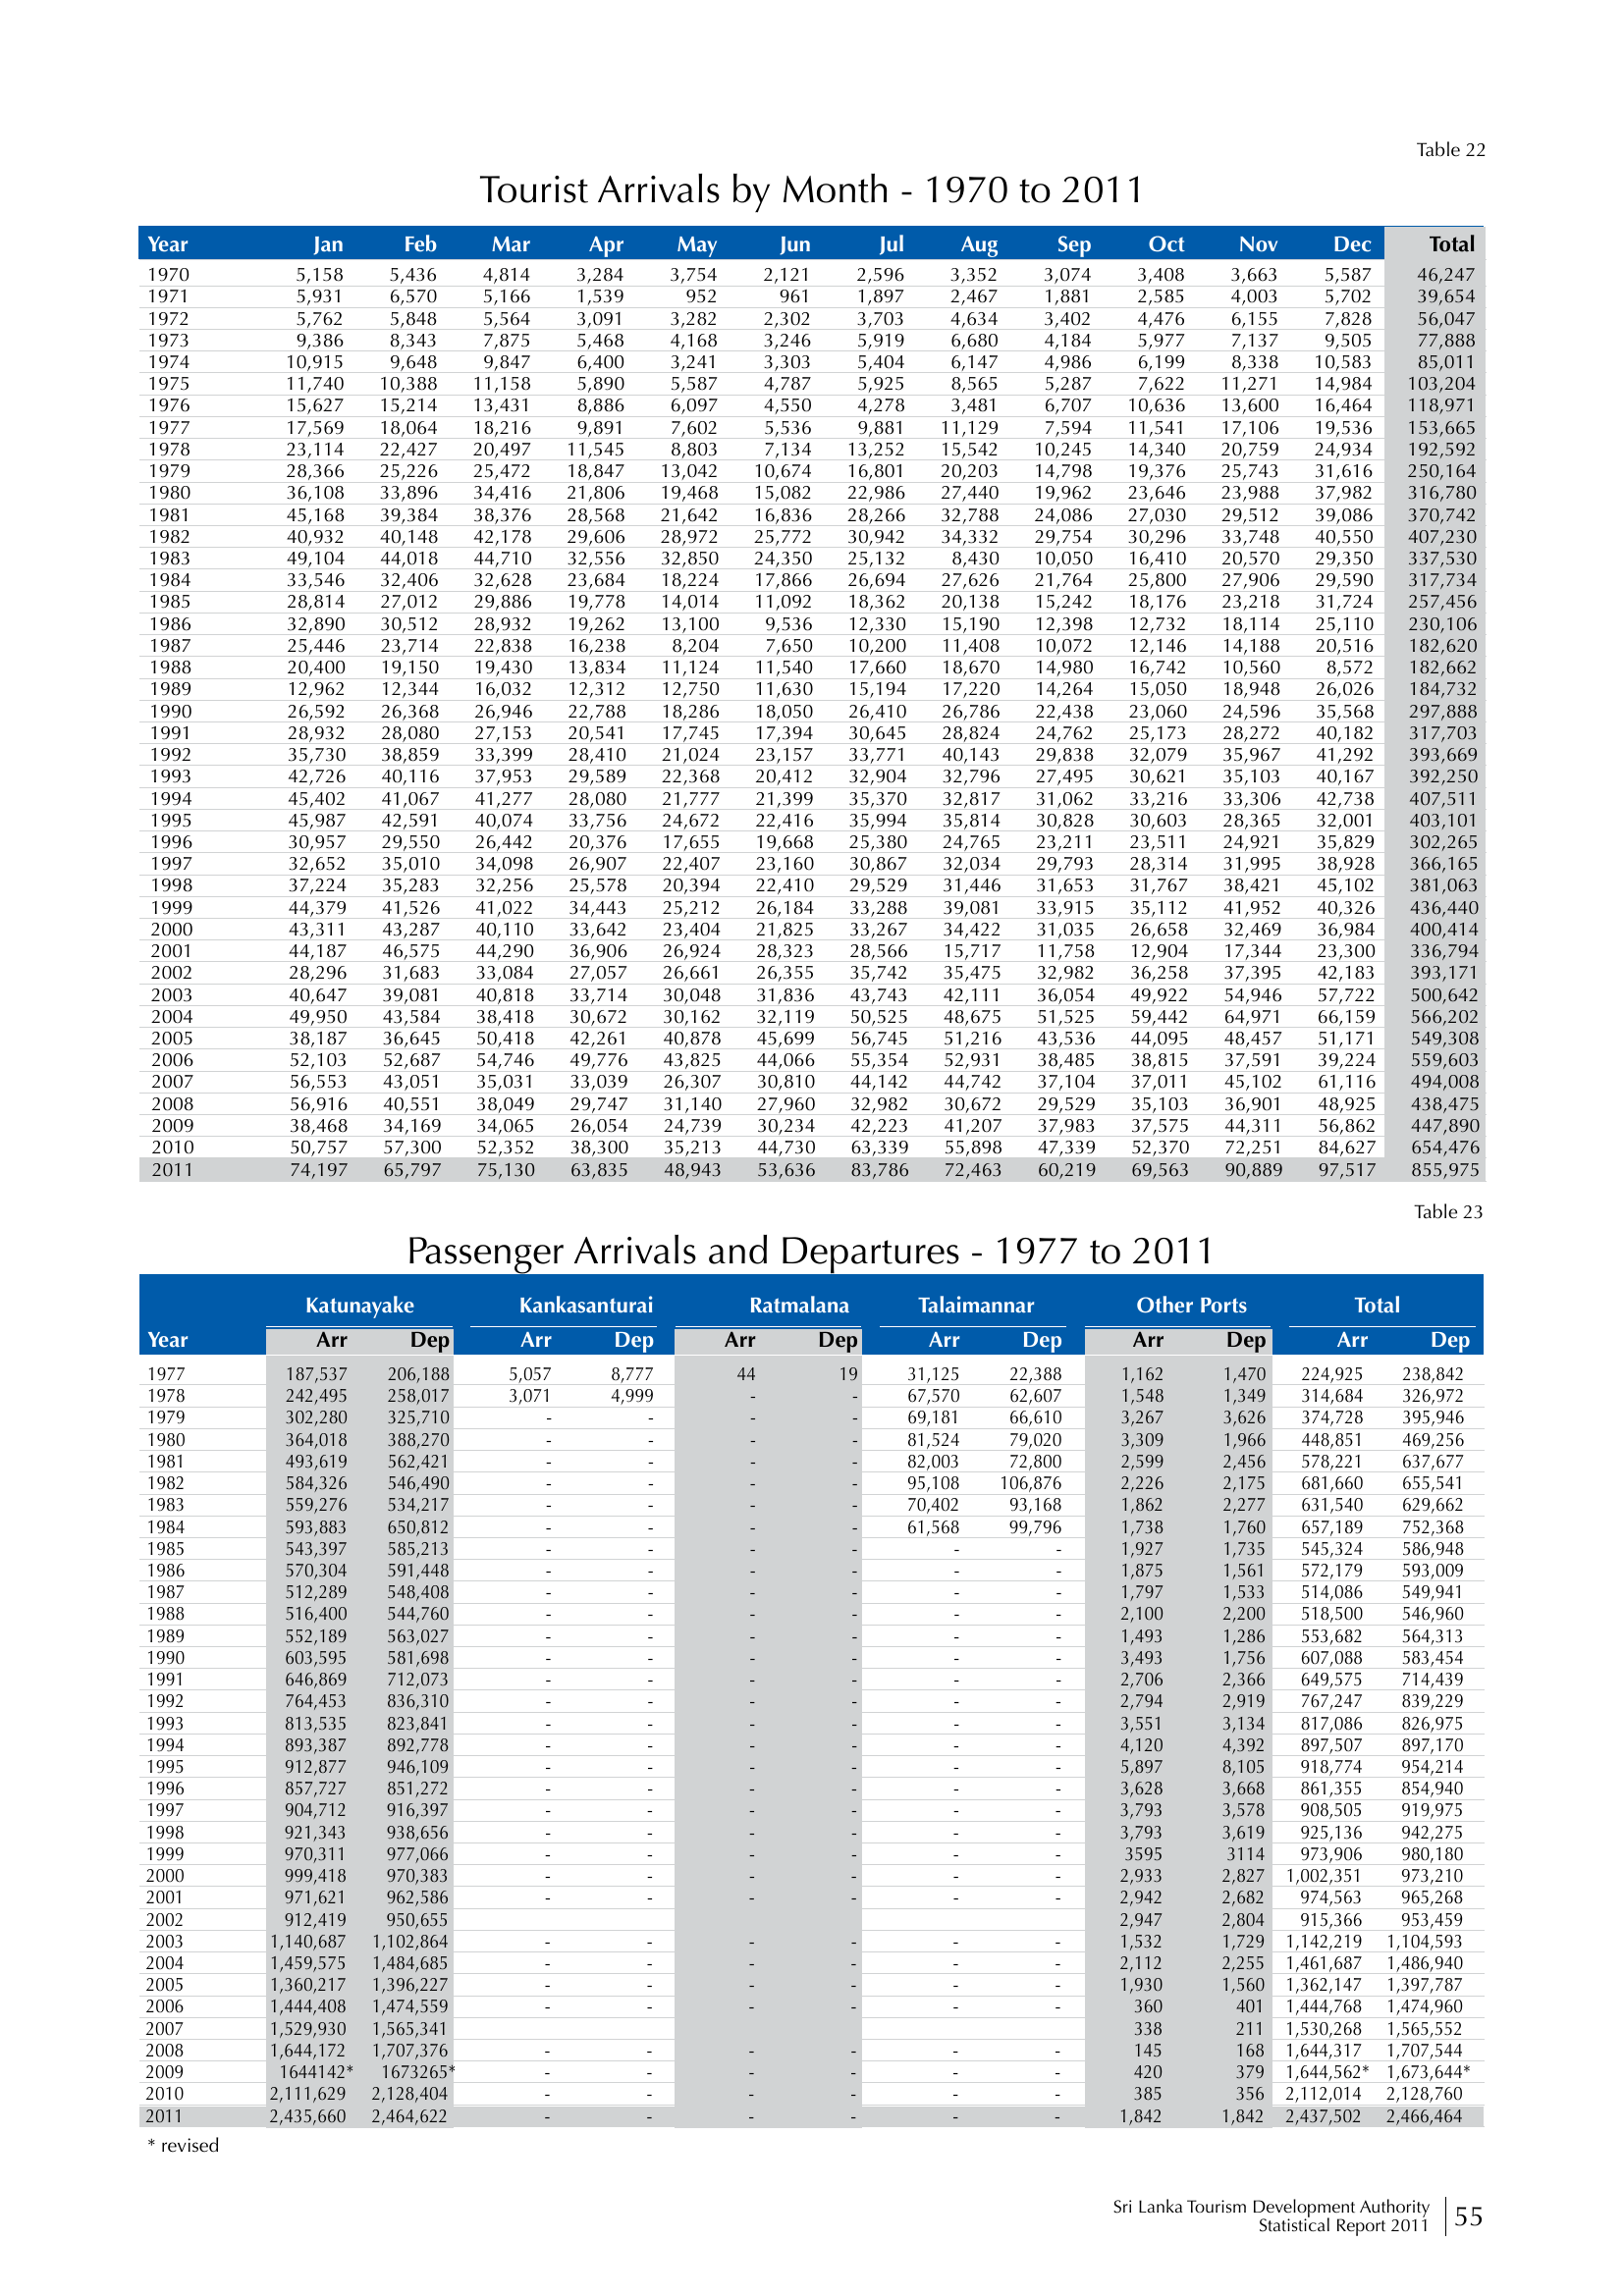 Table 22
Tourist Arrivals by Month - 1970 to 2011
Year Jan Feb Mar Apr May Jun Jul Aug Sep Oct Nov Dec Total
1970 5,158 5,436 4,814 3,284 3,754 2,121 2,596 3,352 3,074 3,408 3,663 5,587 46,247
1971 5,931 6,570 5,166 1,539 952 961 1,897 2,467 1,881 2,585 4,003 5,702 39,654
1972 5,762 5,848 5,564 3,091 3,282 2,302 3,703 4,634 3,402 4,476 6,155 7,828 56,047
1973 9,386 8,343 7,875 5,468 4,168 3,246 5,919 6,680 4,184 5,977 7,137 9,505 77,888
1974 10,915 9,648 9,847 6,400 3,241 3,303 5,404 6,147 4,986 6,199 8,338 10,583 85,011
1975 11,740 10,388 11,158 5,890 5,587 4,787 5,925 8,565 5,287 7,622 11,271 14,984 103,204
1976 15,627 15,214 13,431 8,886 6,097 4,550 4,278 3,481 6,707 10,636 13,600 16,464 118,971
1977 17,569 18,064 18,216 9,891 7,602 5,536 9,881 11,129 7,594 11,541 17,106 19,536 153,665
1978 23,114 22,427 20,497 11,545 8,803 7,134 13,252 15,542 10,245 14,340 20,759 24,934 192,592
1979 28,366 25,226 25,472 18,847 13,042 10,674 16,801 20,203 14,798 19,376 25,743 31,616 250,164
1980 36,108 33,896 34,416 21,806 19,468 15,082 22,986 27,440 19,962 23,646 23,988 37,982 316,780
1981 45,168 39,384 38,376 28,568 21,642 16,836 28,266 32,788 24,086 27,030 29,512 39,086 370,742
1982 40,932 40,148 42,178 29,606 28,972 25,772 30,942 34,332 29,754 30,296 33,748 40,550 407,230
1983 49,104 44,018 44,710 32,556 32,850 24,350 25,132 8,430 10,050 16,410 20,570 29,350 337,530
1984 33,546 32,406 32,628 23,684 18,224 17,866 26,694 27,626 21,764 25,800 27,906 29,590 317,734
1985 28,814 27,012 29,886 19,778 14,014 11,092 18,362 20,138 15,242 18,176 23,218 31,724 257,456
1986 32,890 30,512 28,932 19,262 13,100 9,536 12,330 15,190 12,398 12,732 18,114 25,110 230,106
1987 25,446 23,714 22,838 16,238 8,204 7,650 10,200 11,408 10,072 12,146 14,188 20,516 182,620
1988 20,400 19,150 19,430 13,834 11,124 11,540 17,660 18,670 14,980 16,742 10,560 8,572 182,662
1989 12,962 12,344 16,032 12,312 12,750 11,630 15,194 17,220 14,264 15,050 18,948 26,026 184,732
1990 26,592 26,368 26,946 22,788 18,286 18,050 26,410 26,786 22,438 23,060 24,596 35,568 297,888
1991 28,932 28,080 27,153 20,541 17,745 17,394 30,645 28,824 24,762 25,173 28,272 40,182 317,703
1992 35,730 38,859 33,399 28,410 21,024 23,157 33,771 40,143 29,838 32,079 35,967 41,292 393,669
1993 42,726 40,116 37,953 29,589 22,368 20,412 32,904 32,796 27,495 30,621 35,103 40,167 392,250
1994 45,402 41,067 41,277 28,080 21,777 21,399 35,370 32,817 31,062 33,216 33,306 42,738 407,511
1995 45,987 42,591 40,074 33,756 24,672 22,416 35,994 35,814 30,828 30,603 28,365 32,001 403,101
1996 30,957 29,550 26,442 20,376 17,655 19,668 25,380 24,765 23,211 23,511 24,921 35,829 302,265
1997 32,652 35,010 34,098 26,907 22,407 23,160 30,867 32,034 29,793 28,314 31,995 38,928 366,165
1998 37,224 35,283 32,256 25,578 20,394 22,410 29,529 31,446 31,653 31,767 38,421 45,102 381,063
1999 44,379 41,526 41,022 34,443 25,212 26,184 33,288 39,081 33,915 35,112 41,952 40,326 436,440
2000 43,311 43,287 40,110 33,642 23,404 21,825 33,267 34,422 31,035 26,658 32,469 36,984 400,414
2001 44,187 46,575 44,290 36,906 26,924 28,323 28,566 15,717 11,758 12,904 17,344 23,300 336,794
2002 28,296 31,683 33,084 27,057 26,661 26,355 35,742 35,475 32,982 36,258 37,395 42,183 393,171
2003 40,647 39,081 40,818 33,714 30,048 31,836 43,743 42,111 36,054 49,922 54,946 57,722 500,642
2004 49,950 43,584 38,418 30,672 30,162 32,119 50,525 48,675 51,525 59,442 64,971 66,159 566,202
2005 38,187 36,645 50,418 42,261 40,878 45,699 56,745 51,216 43,536 44,095 48,457 51,171 549,308
2006 52,103 52,687 54,746 49,776 43,825 44,066 55,354 52,931 38,485 38,815 37,591 39,224 559,603
2007 56,553 43,051 35,031 33,039 26,307 30,810 44,142 44,742 37,104 37,011 45,102 61,116 494,008
2008 56,916 40,551 38,049 29,747 31,140 27,960 32,982 30,672 29,529 35,103 36,901 48,925 438,475
2009 38,468 34,169 34,065 26,054 24,739 30,234 42,223 41,207 37,983 37,575 44,311 56,862 447,890
2010 50,757 57,300 52,352 38,300 35,213 44,730 63,339 55,898 47,339 52,370 72,251 84,627 654,476
2011 74,197 65,797 75,130 63,835 48,943 53,636 83,786 72,463 60,219 69,563 90,889 97,517 855,975
Table 23
Passenger Arrivals and Departures - 1977 to 2011
Katunayake Kankasanturai Ratmalana Talaimannar Other Ports Total
Year Arr Dep Arr Dep Arr Dep Arr Dep Arr Dep Arr Dep
1977 187,537 206,188 5,057 8,777 44 19 31,125 22,388 1,162 1,470 224,925 238,842
1978 242,495 258,017 3,071 4,999 - - 67,570 62,607 1,548 1,349 314,684 326,972
1979 302,280 325,710 - - - - 69,181 66,610 3,267 3,626 374,728 395,946
1980 364,018 388,270 - - - - 81,524 79,020 3,309 1,966 448,851 469,256
1981 493,619 562,421 - - - - 82,003 72,800 2,599 2,456 578,221 637,677
1982 584,326 546,490 - - - - 95,108 106,876 2,226 2,175 681,660 655,541
1983 559,276 534,217 - - - - 70,402 93,168 1,862 2,277 631,540 629,662
1984 593,883 650,812 - - - - 61,568 99,796 1,738 1,760 657,189 752,368
1985 543,397 585,213 - - - - - - 1,927 1,735 545,324 586,948
1986 570,304 591,448 - - - - - - 1,875 1,561 572,179 593,009
1987 512,289 548,408 - - - - - - 1,797 1,533 514,086 549,941
1988 516,400 544,760 - - - - - - 2,100 2,200 518,500 546,960
1989 552,189 563,027 - - - - - - 1,493 1,286 553,682 564,313
1990 603,595 581,698 - - - - - - 3,493 1,756 607,088 583,454
1991 646,869 712,073 - - - - - - 2,706 2,366 649,575 714,439
1992 764,453 836,310 - - - - - - 2,794 2,919 767,247 839,229
1993 813,535 823,841 - - - - - - 3,551 3,134 817,086 826,975
1994 893,387 892,778 - - - - - - 4,120 4,392 897,507 897,170
1995 912,877 946,109 - - - - - - 5,897 8,105 918,774 954,214
1996 857,727 851,272 - - - - - - 3,628 3,668 861,355 854,940
1997 904,712 916,397 - - - - - - 3,793 3,578 908,505 919,975
1998 921,343 938,656 - - - - - - 3,793 3,619 925,136 942,275
1999 970,311 977,066 - - - - - - 3595 3114 973,906 980,180
2000 999,418 970,383 - - - - - - 2,933 2,827 1,002,351 973,210
2001 971,621 962,586 - - - - - - 2,942 2,682 974,563 965,268
2002 912,419 950,655 2,947 2,804 915,366 953,459
2003 1,140,687 1,102,864 - - - - - - 1,532 1,729 1,142,219 1,104,593
2004 1,459,575 1,484,685 - - - - - - 2,112 2,255 1,461,687 1,486,940
2005 1,360,217 1,396,227 - - - - - - 1,930 1,560 1,362,147 1,397,787
2006 1,444,408 1,474,559 - - - - - - 360 401 1,444,768 1,474,960
2007 1,529,930 1,565,341 338 211 1,530,268 1,565,552
2008 1,644,172 1,707,376 - - - - - - 145 168 1,644,317 1,707,544
2009 1644142* 1673265* - - - - - - 420 379 1,644,562* 1,673,644*
2010 2,111,629 2,128,404 - - - - - - 385 356 2,112,014 2,128,760
2011 2,435,660 2,464,622 - - - - - - 1,842 1,842 2,437,502 2,466,464
* revised
Sri Lanka Tourism Development Authority
Statistical Report 2011 55